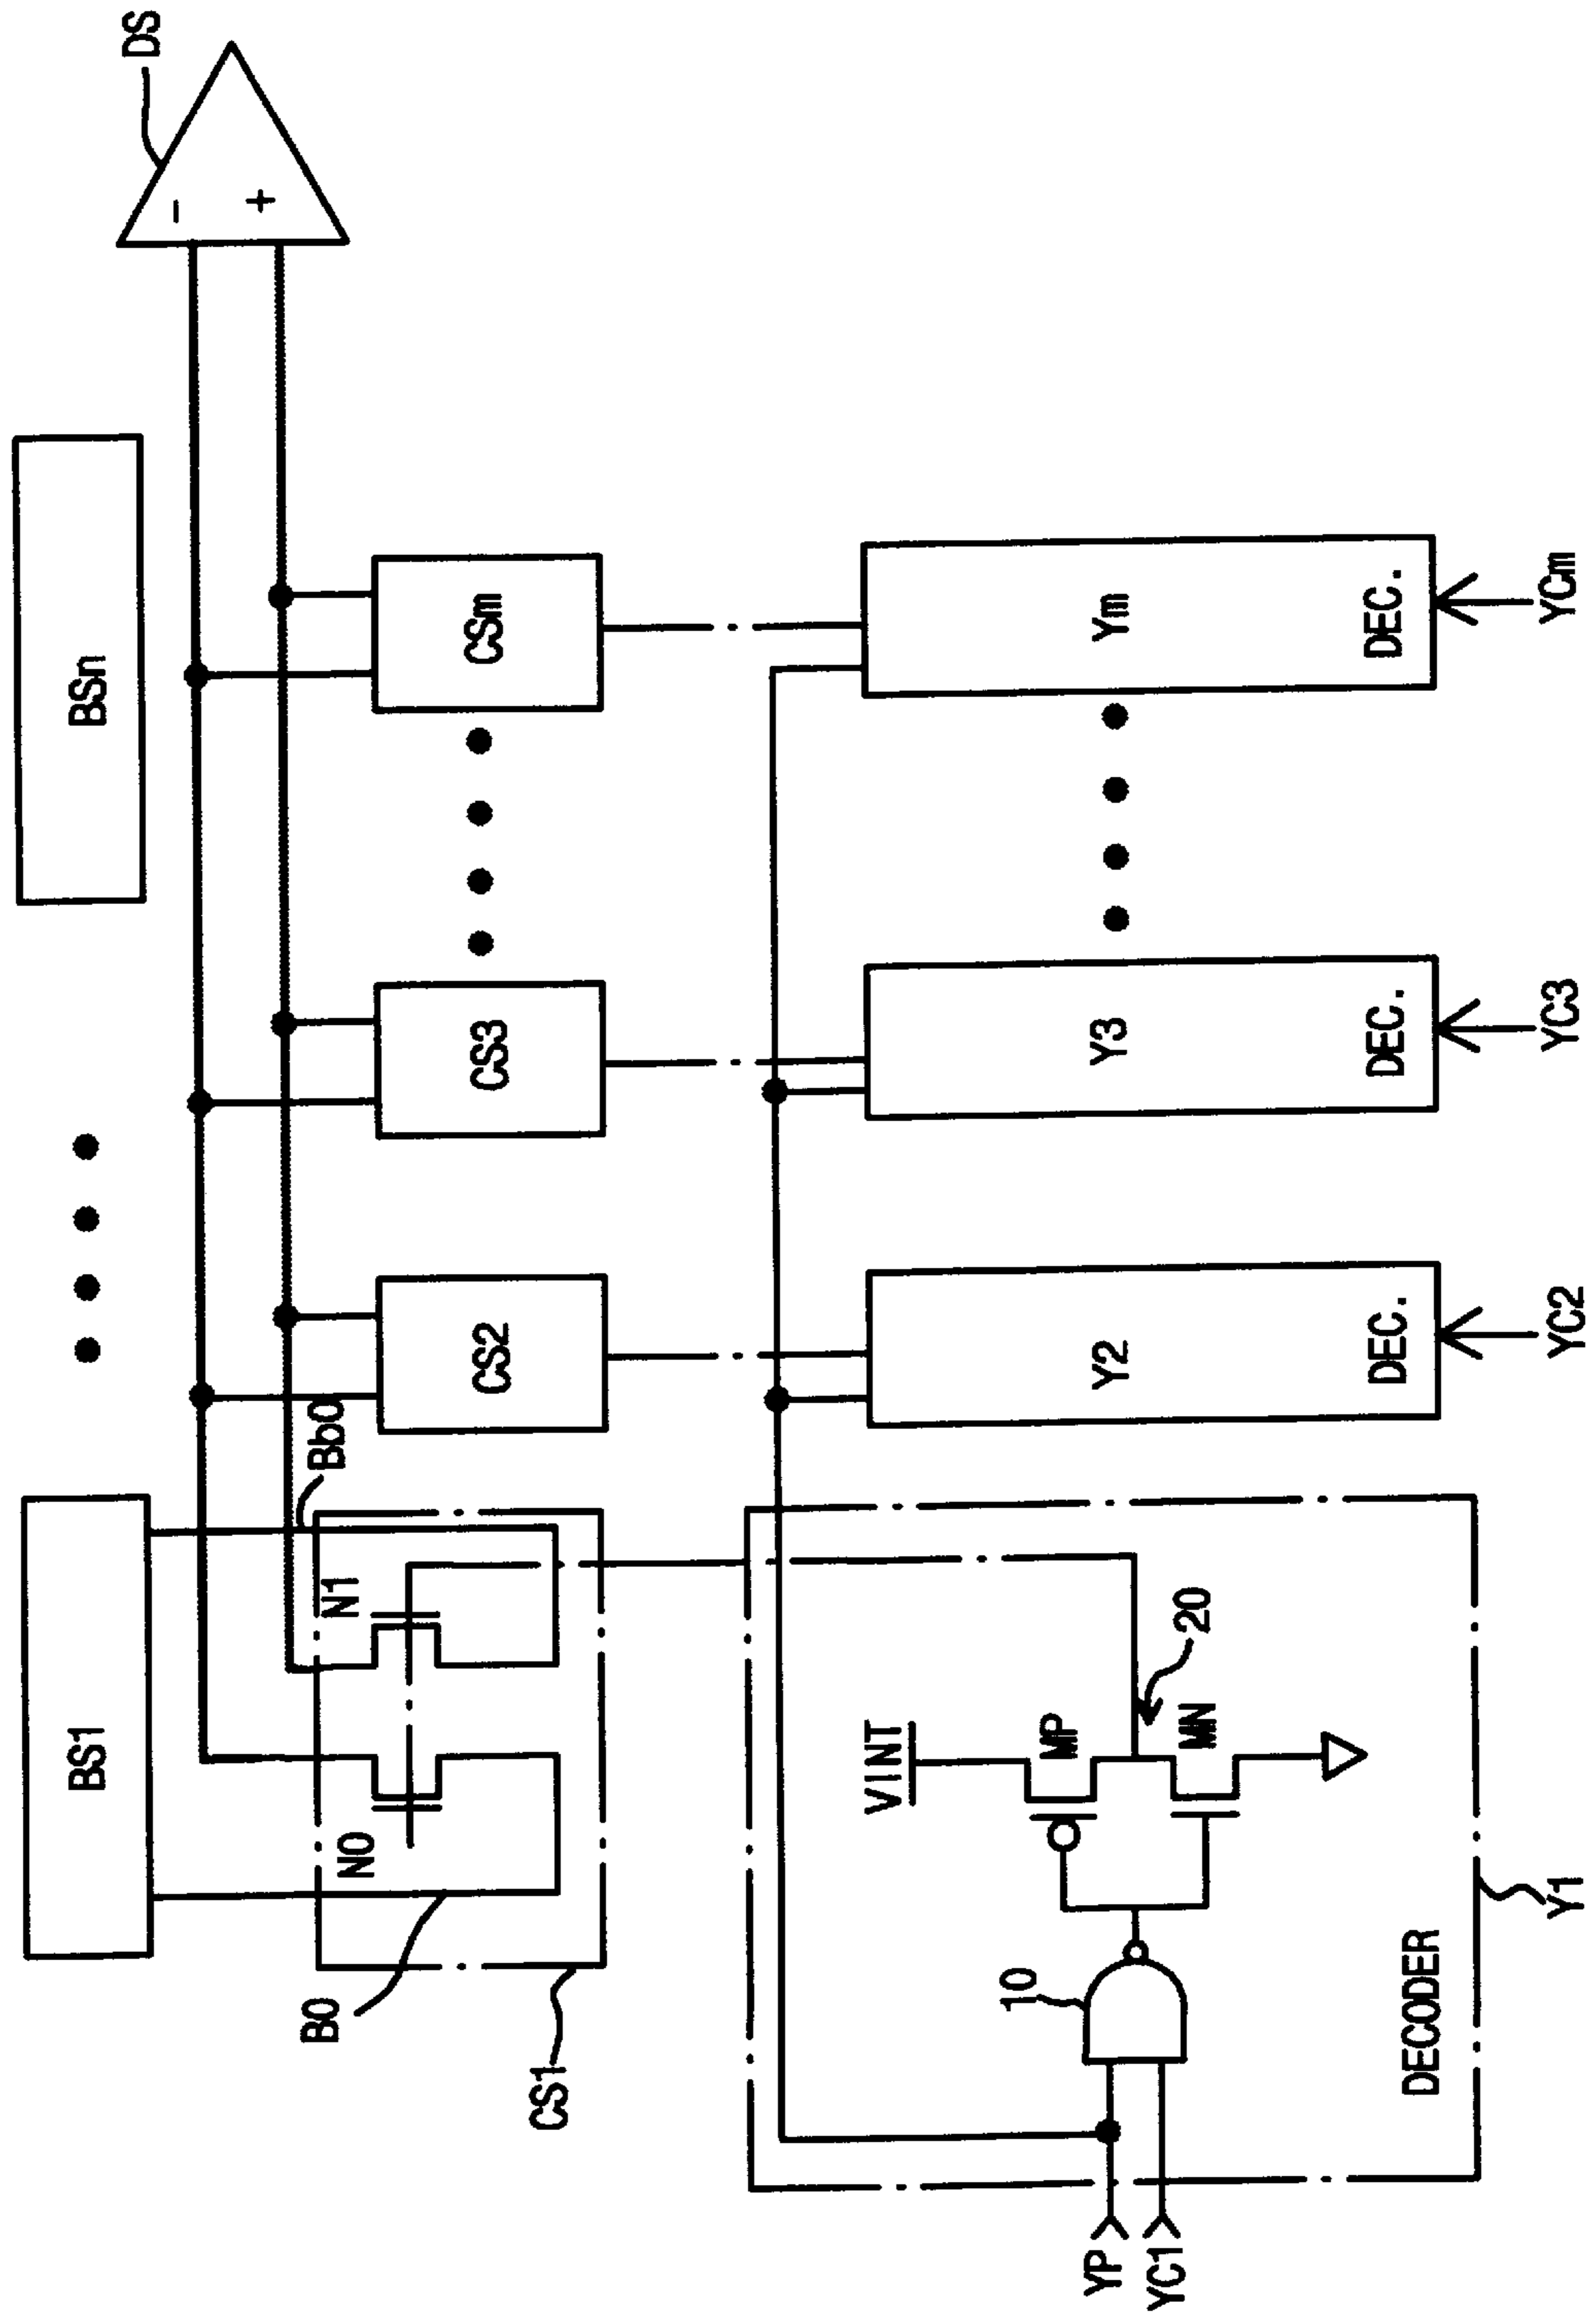 BS1
BSn
DS
-
+
Bb0
B0
N0
N1
CS1
CS2
CS3
CSm
VINT
MP
MN
20
10
YP
YC1
DECODER
Y1
Y2
DEC.
YC2
Y3
DEC.
YC3
Ym
DEC.
YCm